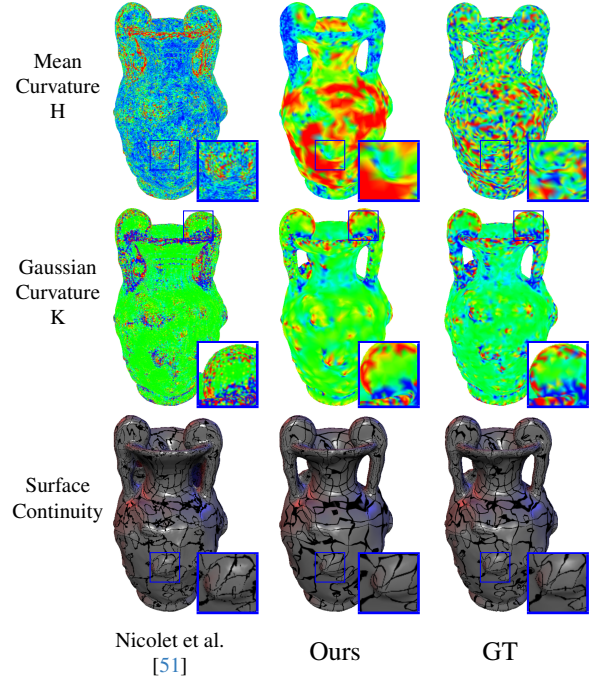 Mean
Curvature
H
Gaussian
Curvature
K
Surface
Continuity
Nicolet et al.
[51]
Ours
GT